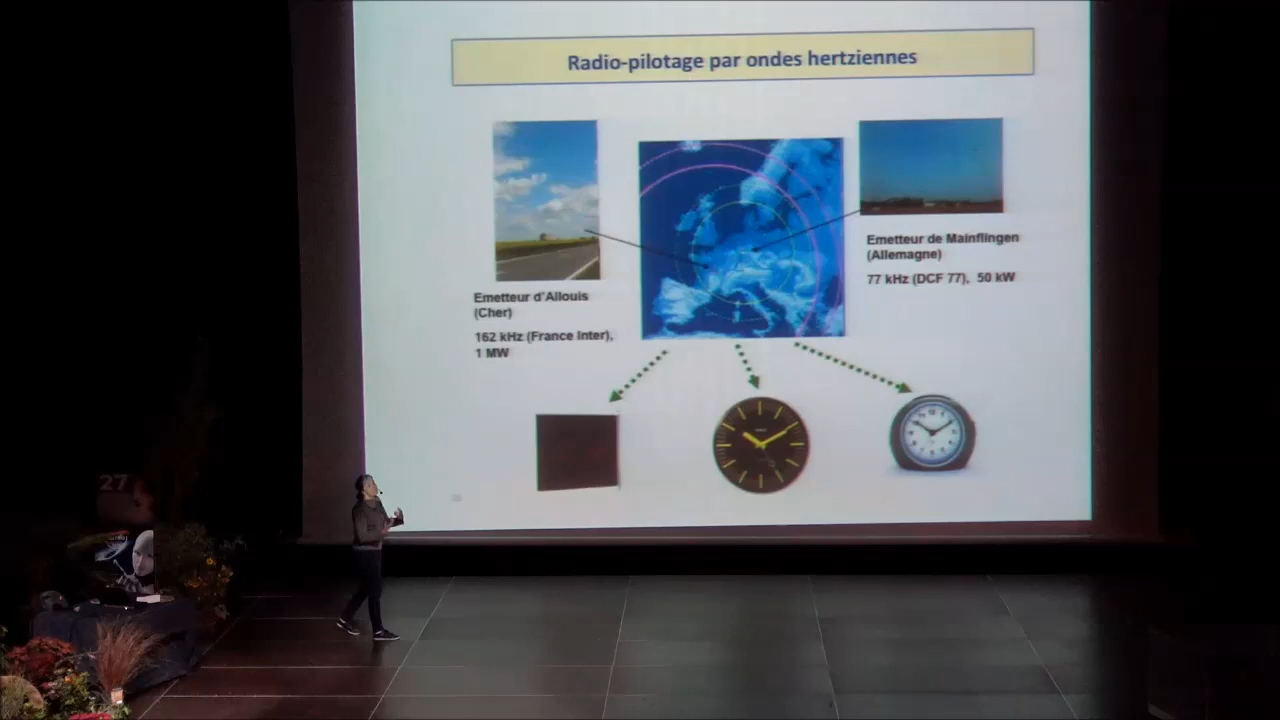 Radio-pilotage par ondes hertziennes
Emetteur d'Allouis
(Cher)
162 kHz (France Inter),
1 MW
Emetteur de Mainflingen
(Allemagne)
77 kHz (DCF 77), 50 kW
27